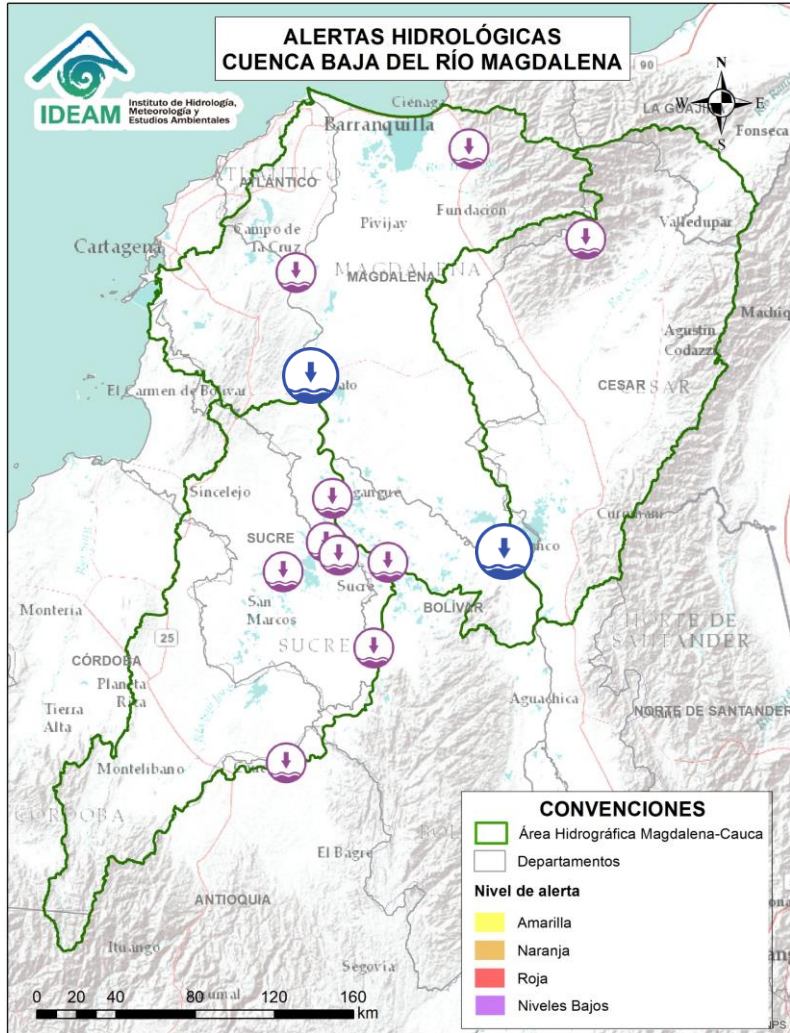 ALERTAS HIDROLÓGICAS
CUENCA BAJA DEL RÍO MAGDALENA
IDEAM
Instituto de Hidrología,
Meteorología y
Estudios Ambientales
N
W
E
S
90
LA GUAJIRA
Fonseca
Ciénaga
Barranquilla
ATLÁNTICO
ATLÁNTICO
Pivijay
Fundación
Valledupar
Campo de
la Cruz
Cartagena
MAGDALENA
MAGDALENA
Agustín
Codazzi
CESAR
CESAR
El Carmen de Bolívar
Sincelejo
Curumaní
SUCRE
Sucre
San
Marcos
BOLÍVAR
SUCRE
Montería
25
CÓRDOBA
Planeta
Rica
Tierra
Alta
NORTE DE
SANTANDER
Aguachica
NORTE DE SANTANDER
Montelíbano
CÓRDOBA
El Bagre
ANTIOQUIA
Ituango
Segovia
0 20 40 80 120 160
km
CONVENCIONES
Área Hidrográfica Magdalena-Cauca
Departamentos
Nivel de alerta
Amarilla
Naranja
Roja
Niveles Bajos